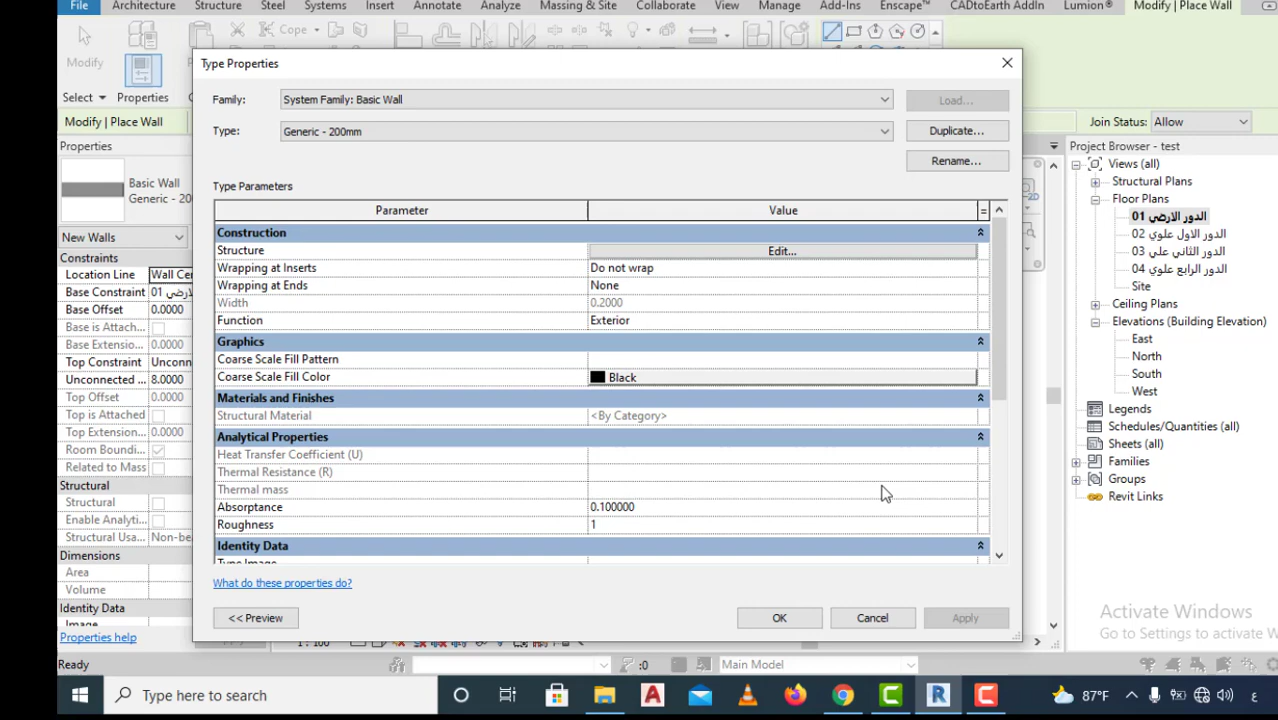 File Architecture Structure Steel Systems Insert Annotate Analyze Massing & Site Collaborate View Manage Add-Ins Enscape™ CADtoEarth AddIn Lumion® Modify | Place Wall
Cope
Modify
Select Properties
Modify | Place Wall
Join Status: Allow
Type Properties
Family: System Family: Basic Wall Load...
Type: Generic - 200mm Duplicate...
Rename...
Type Parameters
Parameter Value =
Construction
Structure Edit...
Wrapping at Inserts Do not wrap
Wrapping at Ends None
Width 0.2000
Function Exterior
Graphics
Coarse Scale Fill Pattern
Coarse Scale Fill Color Black
Materials and Finishes
Structural Material <By Category>
Analytical Properties
Heat Transfer Coefficient (U)
Thermal Resistance (R)
Thermal mass
Absorptance 0.100000
Roughness 1
Identity Data
Type Image
What do these properties do?
<< Preview OK Cancel Apply
Properties
Basic Wall
Generic - 20
New Walls
Constraints
Location Line Wall Cen
Base Constraint 01 الارضي
Base Offset 0.0000
Base is Attach...
Base Extension... 0.0000
Top Constraint Unconn
Unconnected ... 8.0000
Top Offset 0.0000
Top is Attached
Top Extension... 0.0000
Room Boundi...
Related to Mass
Structural
Structural
Enable Analyti...
Structural Usa... Non-be
Dimensions
Area
Volume
Identity Data
Image
Properties help
Project Browser - test
Views (all)
Structural Plans
Floor Plans
01 الدور الارضي
02 الدور الاول علوي
03 الدور الثاني علي
04 الدور الرابع علوي
Site
Ceiling Plans
Elevations (Building Elevation)
East
North
South
West
Legends
Schedules/Quantities (all)
Sheets (all)
Families
Groups
Revit Links
Activate Windows
Go to Settings to activate W
1 : 100
Ready :0 Main Model
Type here to search 87°F ع